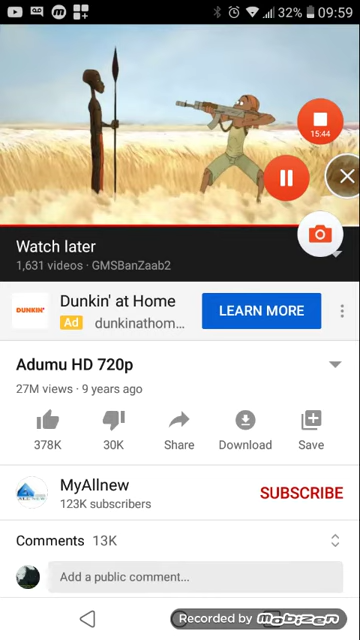 32% 09:59
15:44
Watch later
1,631 videos · GMSBanZaab2
DUNKIN'
Dunkin' at Home
Ad dunkinathom...
LEARN MORE
Adumu HD 720p
27M views · 9 years ago
378K
30K
Share
Download
Save
MyAllnew
123K subscribers
SUBSCRIBE
Comments 13K
Add a public comment...
Recorded by mobizen